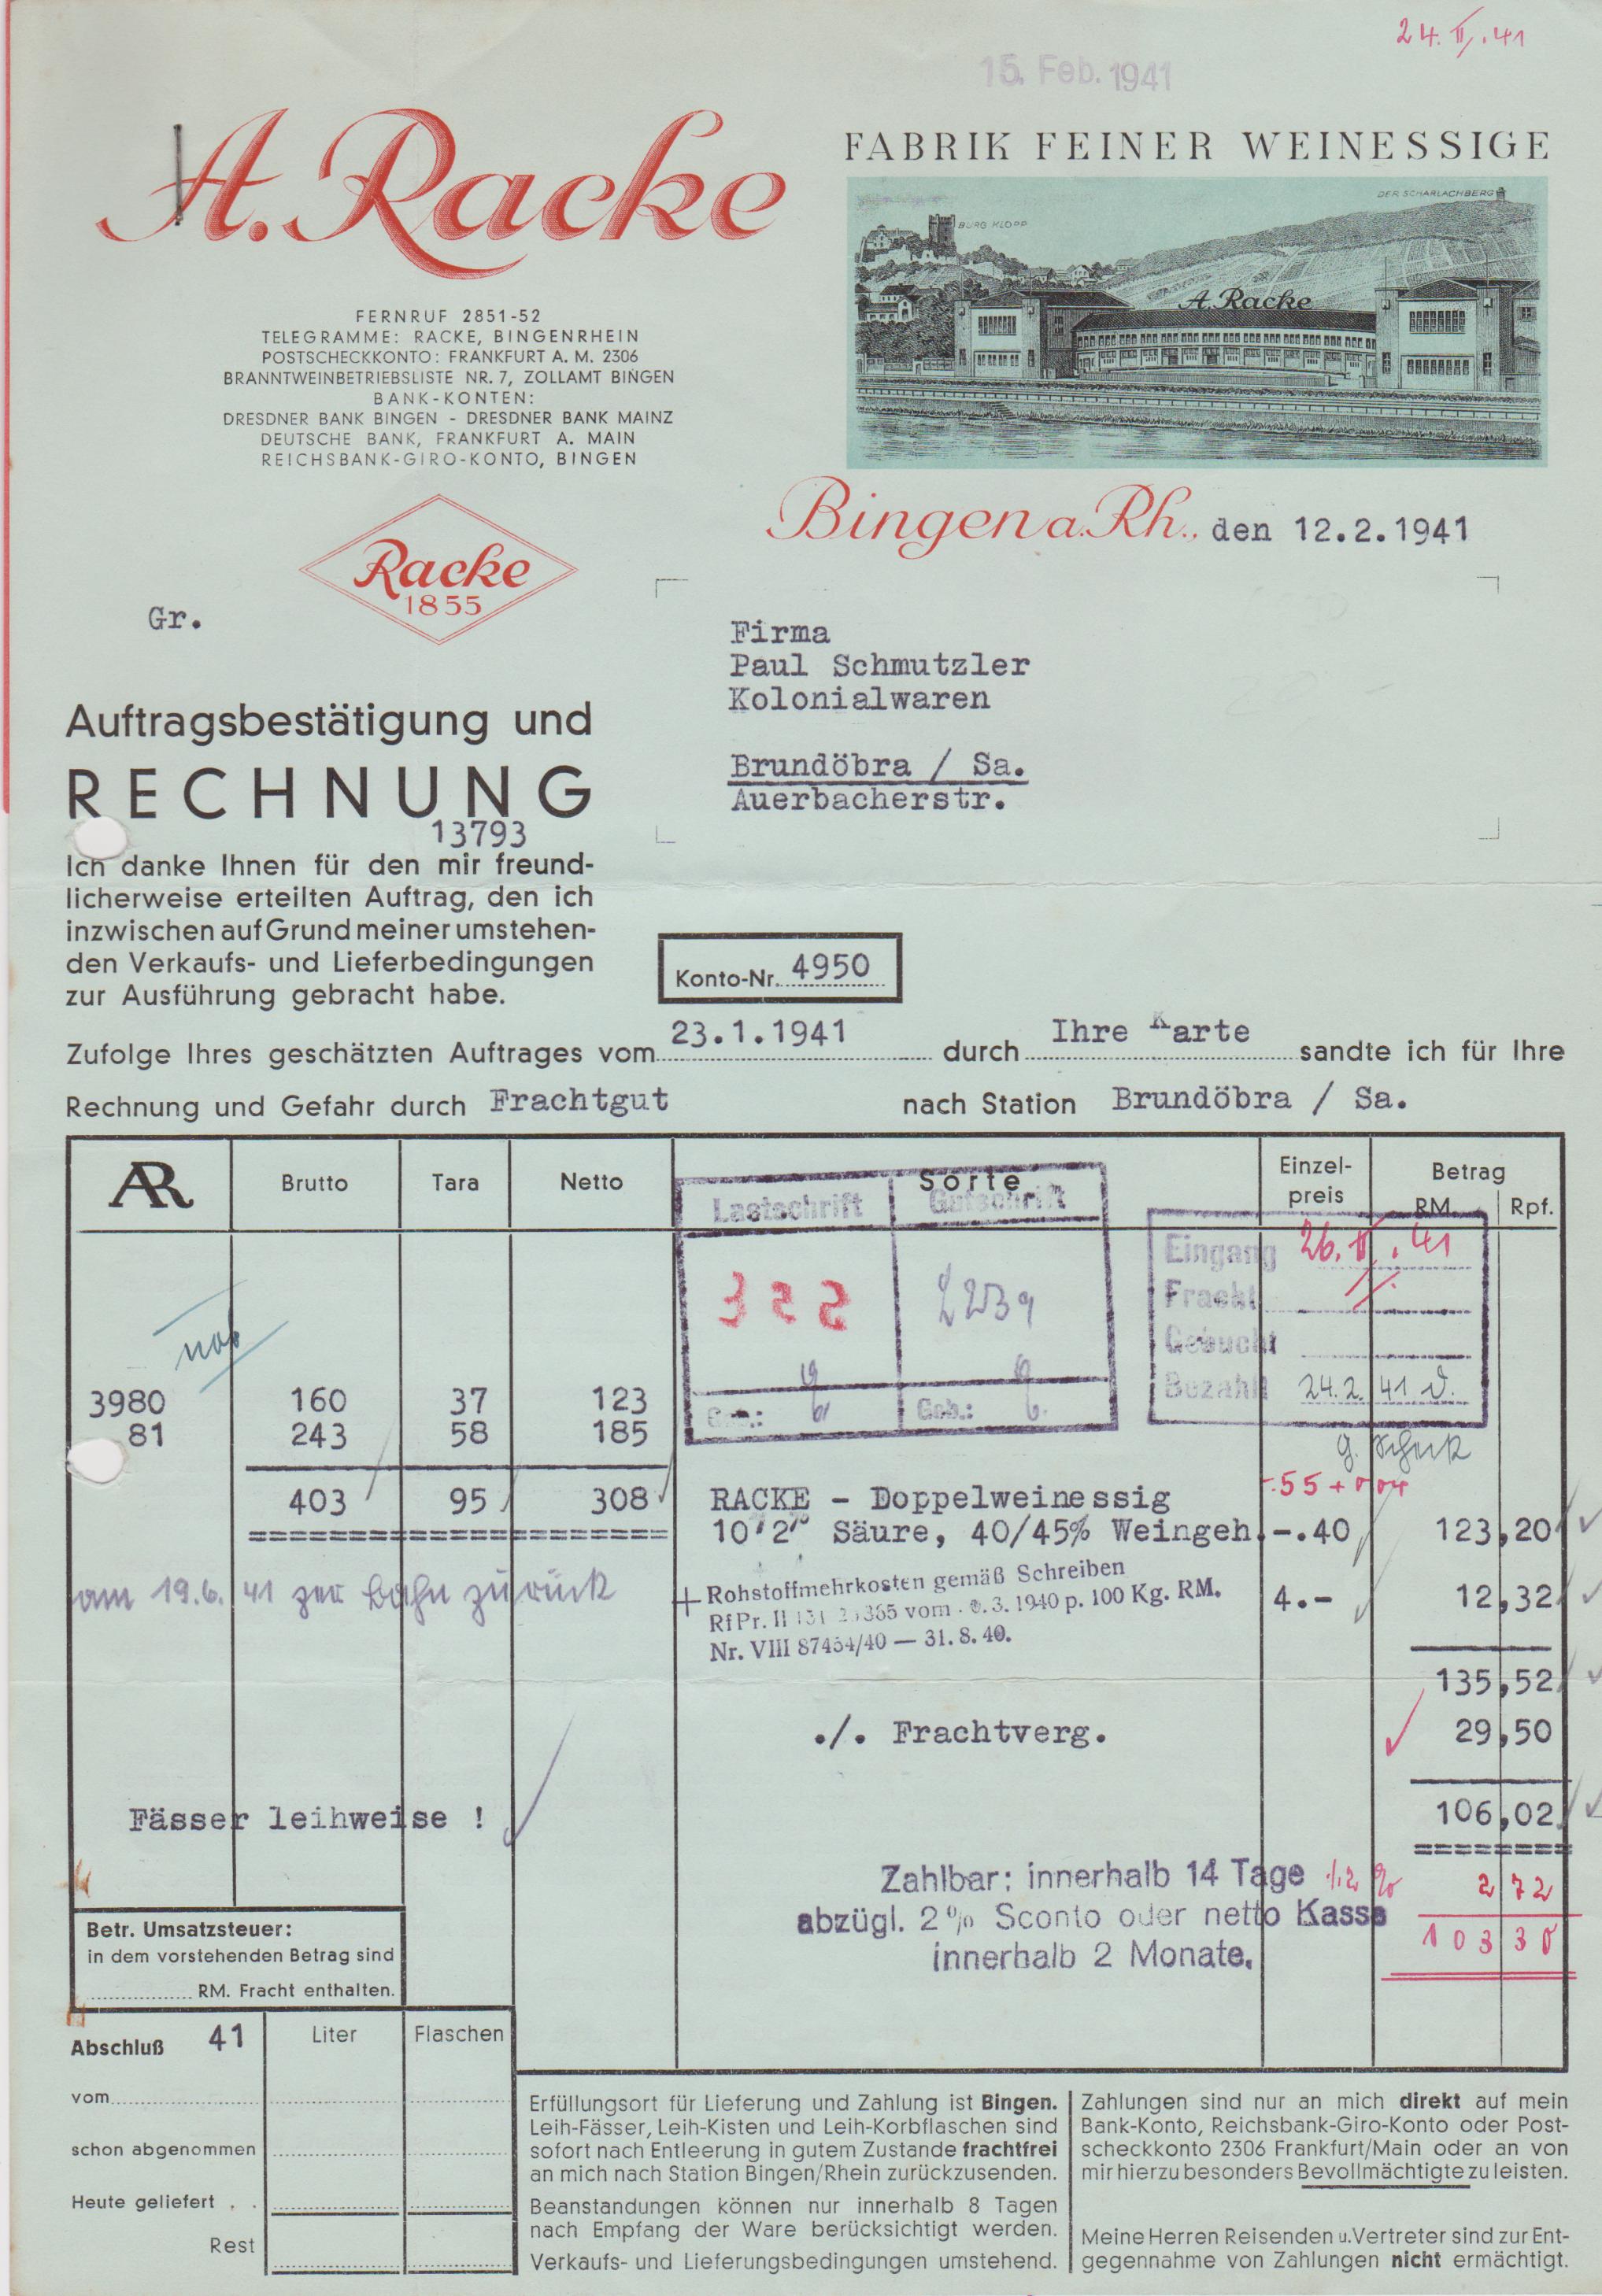 24. II. 41
15. Feb. 1941
A. Racke
FABRIK FEINER WEINESSIGE
DER SCHARLACHBERG
BURG KLOPP
A. Racke
FERNRUF 2851-52
TELEGRAMME: RACKE, BINGENRHEIN
POSTSCHECKKONTO: FRANKFURT A. M. 2306
BRANNTWEINBETRIEBSLISTE NR. 7, ZOLLAMT BINGEN
BANK-KONTEN:
DRESDNER BANK BINGEN - DRESDNER BANK MAINZ
DEUTSCHE BANK, FRANKFURT A. MAIN
REICHSBANK-GIRO-KONTO, BINGEN
Bingen a. Rh., den 12.2.1941
Racke
1855
Gr.
Firma
Paul Schmutzler
Kolonialwaren
Brundöbra / Sa.
Auerbacherstr.
Auftragsbestätigung und
RECHNUNG
13793
Ich danke Ihnen für den mir freund-
licherweise erteilten Auftrag, den ich
inzwischen auf Grund meiner umstehen-
den Verkaufs- und Lieferbedingungen
zur Ausführung gebracht habe.
Konto-Nr. 4950
Zufolge Ihres geschätzten Auftrages vom 23.1.1941 durch Ihre Karte sandte ich für Ihre
Rechnung und Gefahr durch Frachtgut nach Station Brundöbra / Sa.
AR Brutto Tara Netto Sorte Einzel-preis Betrag
RM. Rpf.
Lastschrift Gutschrift
Eingang 26. II. 41
Fracht
Gebucht
Bezahlt 24.2.41
Geb.: Geb.:
3980 160 37 123
81 243 58 185
403 95 308 RACKE - Doppelweinessig
10'2% Säure, 40/45% Weingeh. -.40 123,20
am 19.6.41 zur Bahn zurück
+ Rohstoffmehrkosten gemäß Schreiben
RfPr. II 3. 1940 p. 100 Kg. RM. 4.- 12,32
Nr. VIII 87454/40 — 31. 8. 40.
135,52
./. Frachtverg. 29,50
Fässer leihweise ! 106,02
Zahlbar: innerhalb 14 Tage ./. 2% 2 72
abzügl. 2% Sconto oder netto Kassa
103 30
innerhalb 2 Monate.
Betr. Umsatzsteuer:
in dem vorstehenden Betrag sind
RM. Fracht enthalten.
Abschluß 41 Liter Flaschen
vom
schon abgenommen
Heute geliefert . .
Rest
Erfüllungsort für Lieferung und Zahlung ist Bingen.
Leih-Fässer, Leih-Kisten und Leih-Korbflaschen sind
sofort nach Entleerung in gutem Zustande frachtfrei
an mich nach Station Bingen/Rhein zurückzusenden.
Beanstandungen können nur innerhalb 8 Tagen
nach Empfang der Ware berücksichtigt werden.
Verkaufs- und Lieferungsbedingungen umstehend.
Zahlungen sind nur an mich direkt auf mein
Bank-Konto, Reichsbank-Giro-Konto oder Post-
scheckkonto 2306 Frankfurt/Main oder an von
mir hierzu besonders Bevollmächtigte zu leisten.
Meine Herren Reisenden u. Vertreter sind zur Ent-
gegennahme von Zahlungen nicht ermächtigt.